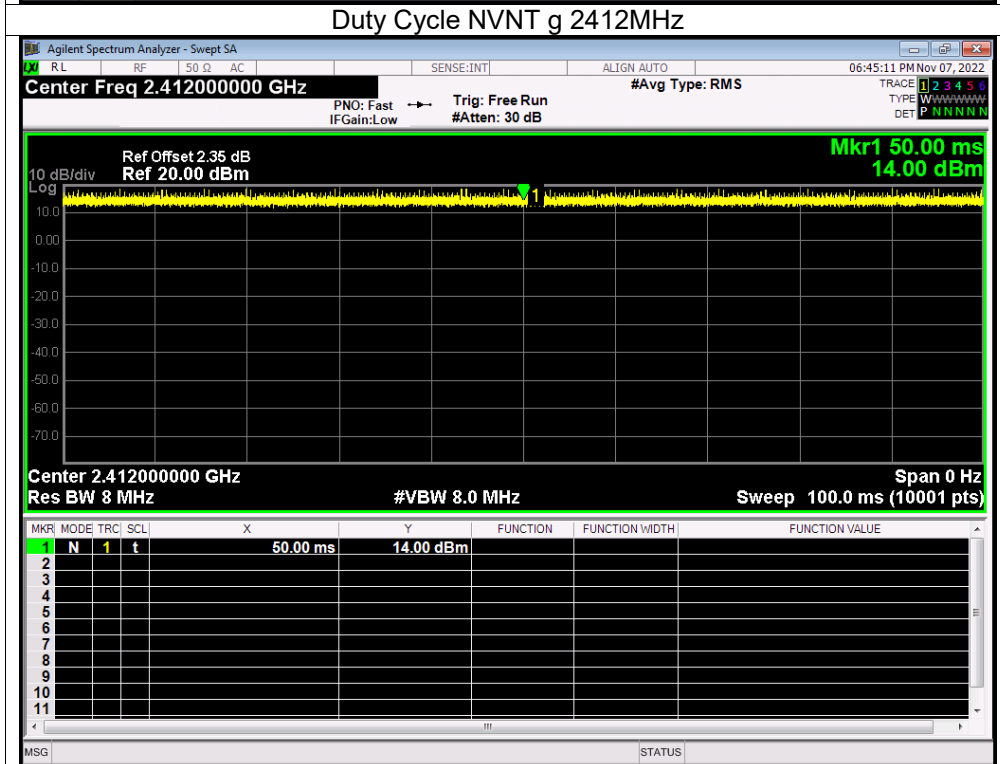 Duty Cycle NVNT g 2412MHz
Agilent Spectrum Analyzer - Swept SA
LXI RL RF 50 Ω AC SENSE:INT ALIGN AUTO 06:45:11 PM Nov 07, 2022
Center Freq 2.412000000 GHz #Avg Type: RMS TRACE 1 2 3 4 5 6
PNO: Fast Trig: Free Run TYPE WWWWWW
IFGain:Low #Atten: 30 dB DET P N N N N N
Mkr1 50.00 ms
Ref Offset 2.35 dB
10 dB/div Ref 20.00 dBm 14.00 dBm
Log
1
10.0
0.00
-10.0
-20.0
-30.0
-40.0
-50.0
-60.0
-70.0
Center 2.412000000 GHz Span 0 Hz
Res BW 8 MHz #VBW 8.0 MHz Sweep 100.0 ms (10001 pts)
MKR MODE TRC SCL X Y FUNCTION FUNCTION WIDTH FUNCTION VALUE
1 N 1 t 50.00 ms 14.00 dBm
2
3
4
5
6
7
8
9
10
11
MSG STATUS